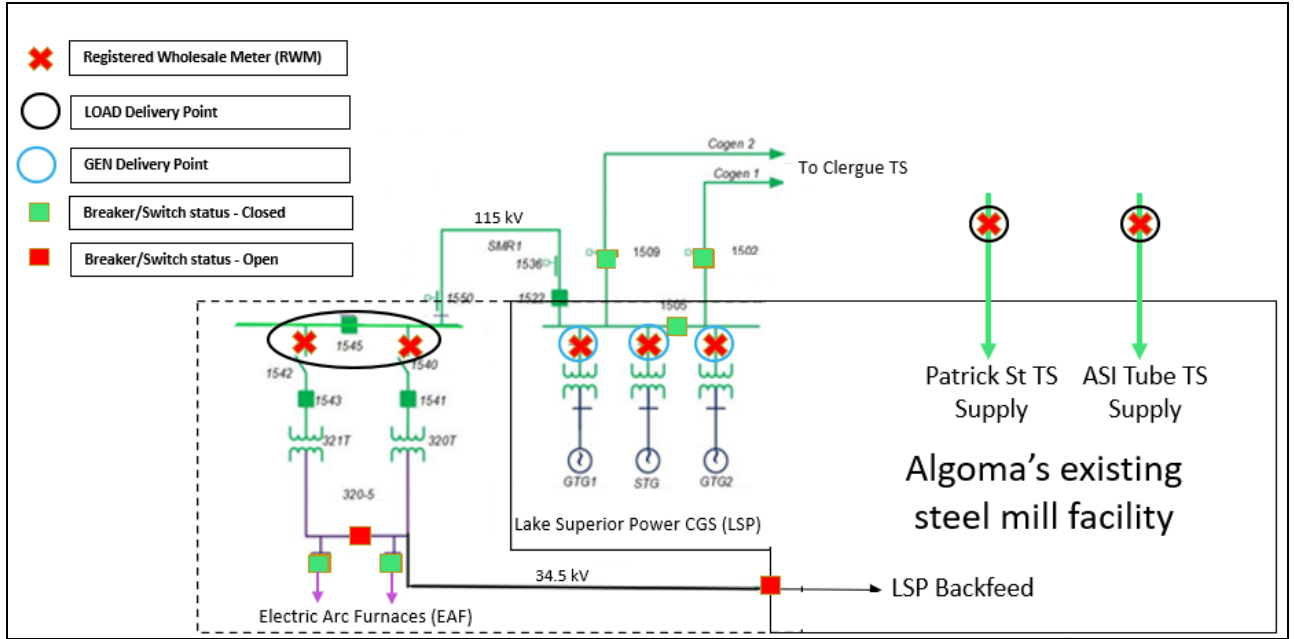 Registered Wholesale Meter (RWM)
LOAD Delivery Point
GEN Delivery Point
Breaker/Switch status - Closed
Breaker/Switch status - Open
Cogen 2
Cogen 1
To Clergue TS
115 kV
SMR1
1536
1509
1502
1550
1522
1505
1545
1542
1540
1543
1541
321T
320T
GTG1
STG
GTG2
320-5
Lake Superior Power CGS (LSP)
34.5 kV
Electric Arc Furnaces (EAF)
LSP Backfeed
Patrick St TS
Supply
ASI Tube TS
Supply
Algoma's existing
steel mill facility